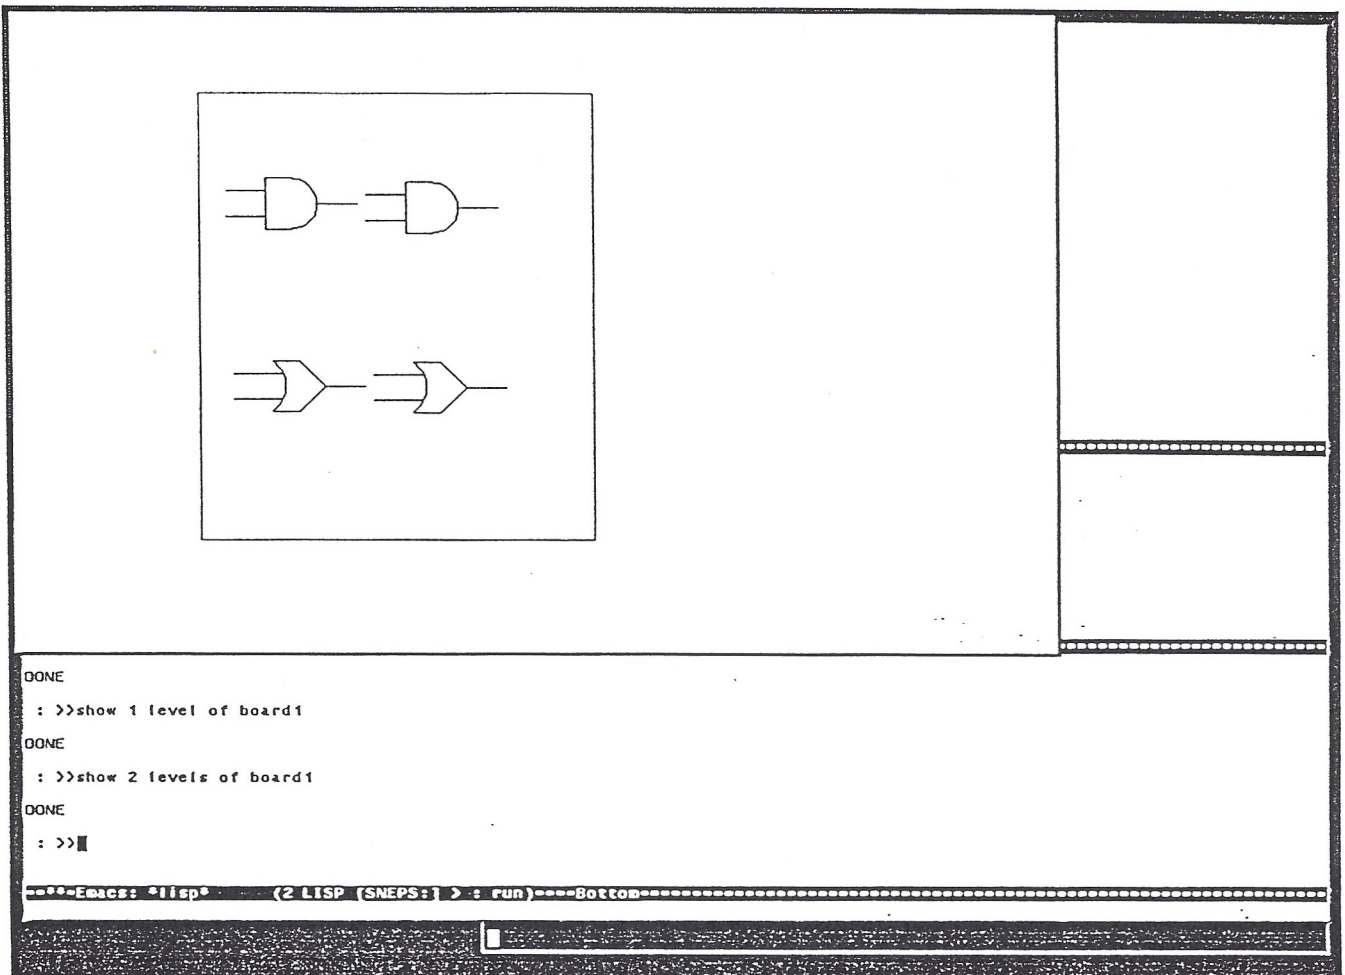 DONE
: >>show 1 level of board1
DONE
: >>show 2 levels of board1
DONE
: >>
--**-Emacs: *lisp* (2 LISP [SNEPS:] > : run)----Bottom---